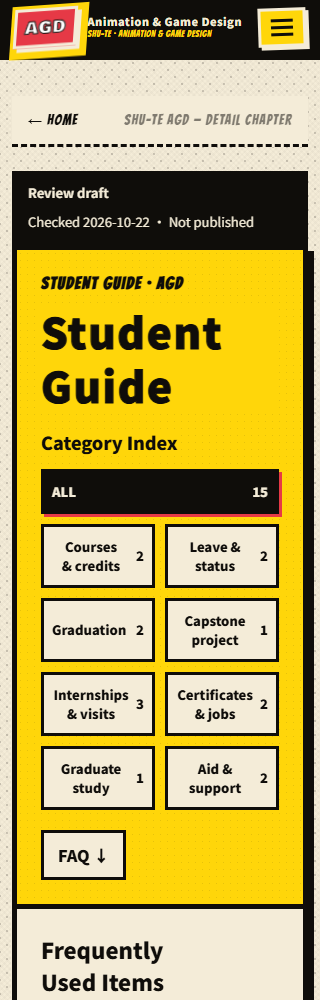 AGD
Animation & Game Design
SHU-TE · ANIMATION & GAME DESIGN
← HOME
SHU-TE AGD – DETAIL CHAPTER
Review draft
Checked 2026-10-22 · Not published
STUDENT GUIDE · AGD
Student
Guide
Category Index
ALL 15
Courses
& credits 2
Leave &
status 2
Graduation 2
Capstone
project 1
Internships
& visits 3
Certificates
& jobs 2
Graduate
study 1
Aid &
support 2
FAQ ↓
Frequently
Used Items